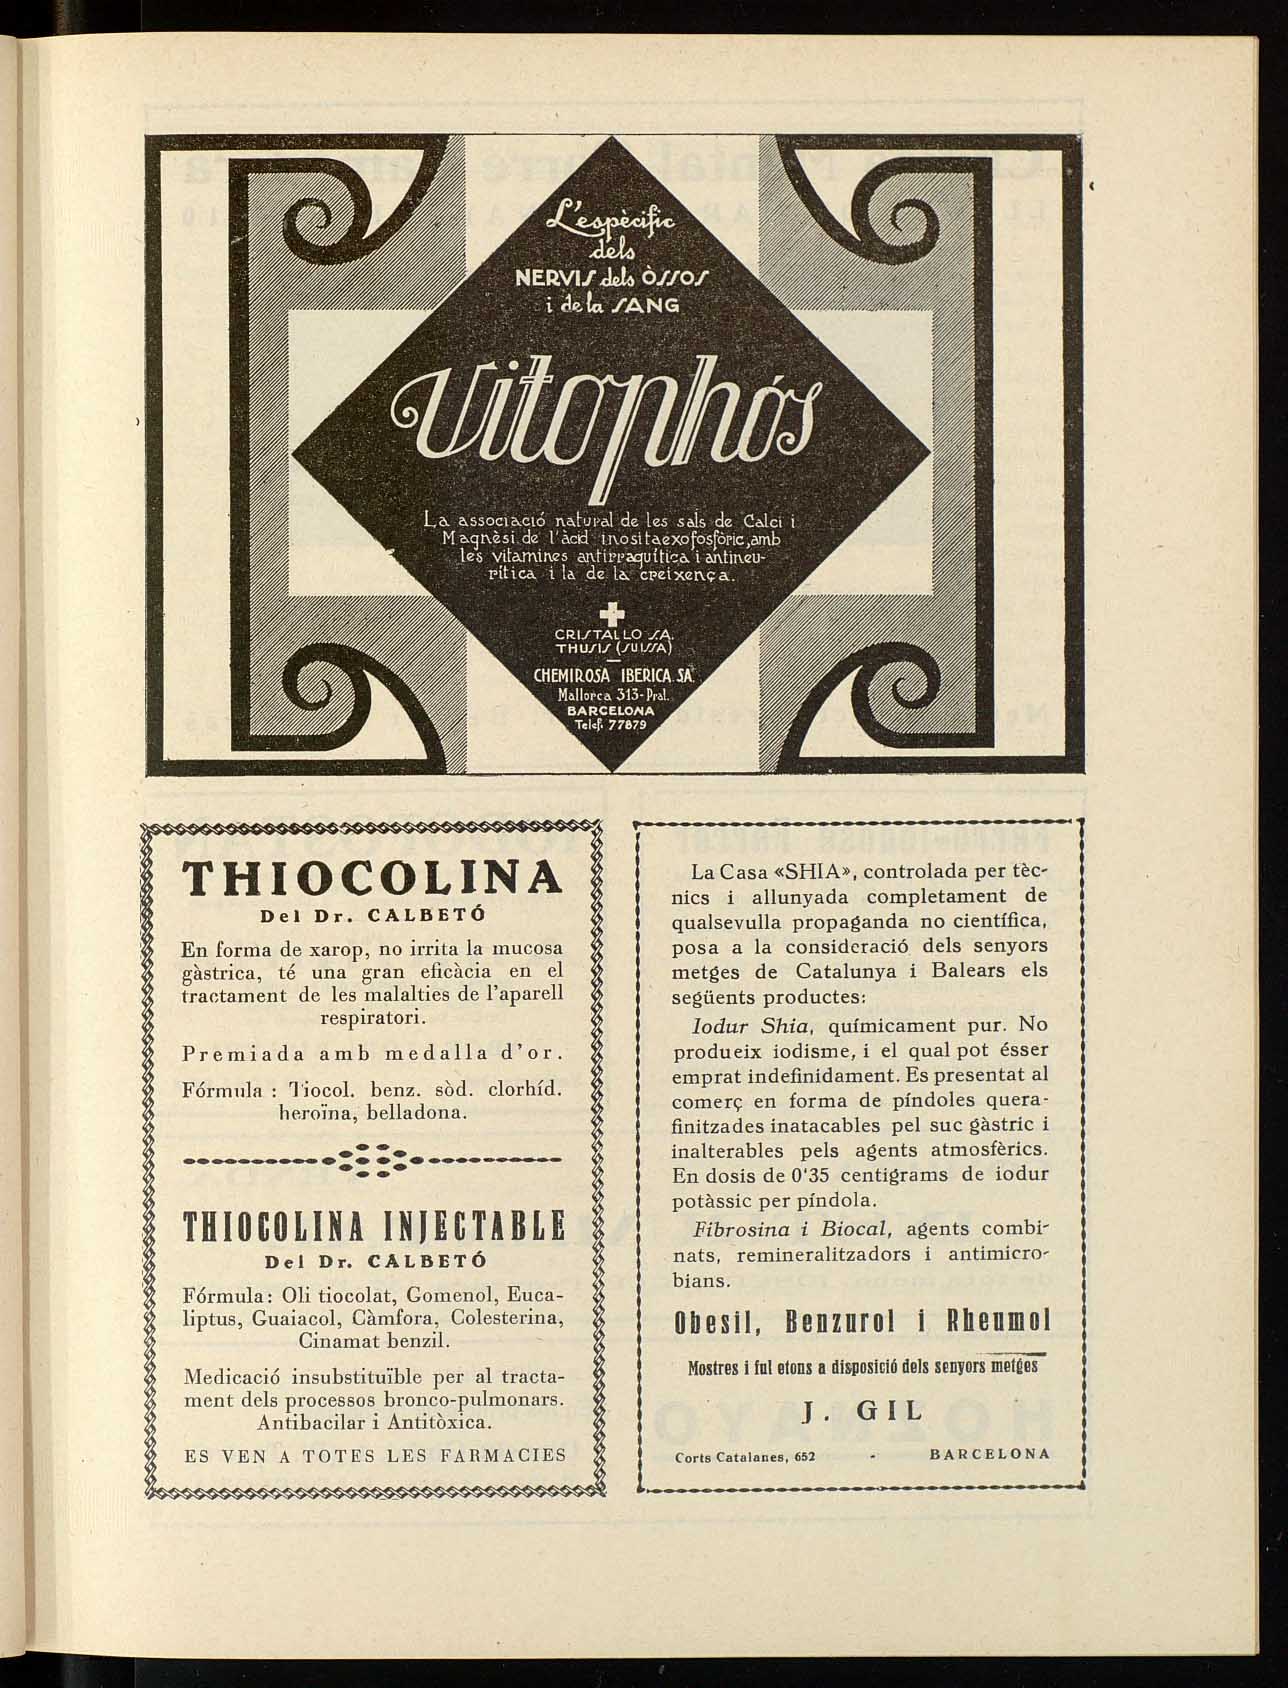 L'específic
dels
NERVIS dels ÒSSOS
i de la SANG
Vitophós
La associació natural de les sals de Calci i
Magnèsi de l'àcid inositaexofosfòric, amb
les vitamines antirraquítica i antineu-
rítica i la de la creixença.
CRISTALLO S.A.
THUSIS (SUISSA)
CHEMIROSA IBERICA. SA.
Mallorca 313-Pral.
BARCELONA
Telef. 77879
THIOCOLINA
Del Dr. CALBETÓ
En forma de xarop, no irrita la mucosa
gàstrica, té una gran eficàcia en el
tractament de les malalties de l'aparell
respiratori.
Premiada amb medalla d'or.
Fórmula : Tiocol. benz. sòd. clorhíd.
heroïna, belladona.
THIOCOLINA INJECTABLE
Del Dr. CALBETÓ
Fórmula: Oli tiocolat, Gomenol, Euca-
liptus, Guaiacol, Càmfora, Colesterina,
Cinamat benzil.
Medicació insubstituïble per al tracta-
ment dels processos bronco-pulmonars.
Antibacilar i Antitòxica.
ES VEN A TOTES LES FARMACIES
La Casa «SHIA», controlada per tèc-
nics i allunyada completament de
qualsevulla propaganda no científica,
posa a la consideració dels senyors
metges de Catalunya i Balears els
següents productes:
Iodur Shia, químicament pur. No
produeix iodisme, i el qual pot ésser
emprat indefinidament. Es presentat al
comerç en forma de píndoles quera-
finitzades inatacables pel suc gàstric i
inalterables pels agents atmosfèrics.
En dosis de 0'35 centigrams de iodur
potàssic per píndola.
Fibrosina i Biocal, agents combi-
nats, remineralitzadors i antimicro-
bians.
Obesil, Benzurol i Rheumol
Mostres i ful etons a disposició dels senyors metges
J. GIL
Corts Catalanes, 652 - BARCELONA